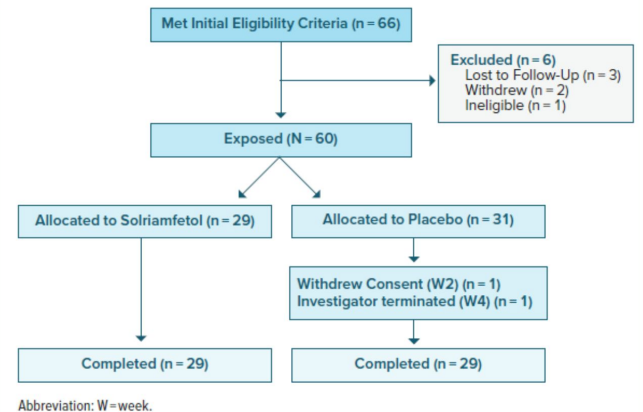 Met Initial Eligibility Criteria (n = 66)
Excluded (n = 6)
Lost to Follow-Up (n = 3)
Withdrew (n = 2)
Ineligible (n = 1)
Exposed (N = 60)
Allocated to Solriamfetol (n = 29)
Allocated to Placebo (n = 31)
Withdrew Consent (W2) (n = 1)
Investigator terminated (W4) (n = 1)
Completed (n = 29)
Completed (n = 29)
Abbreviation: W = week.